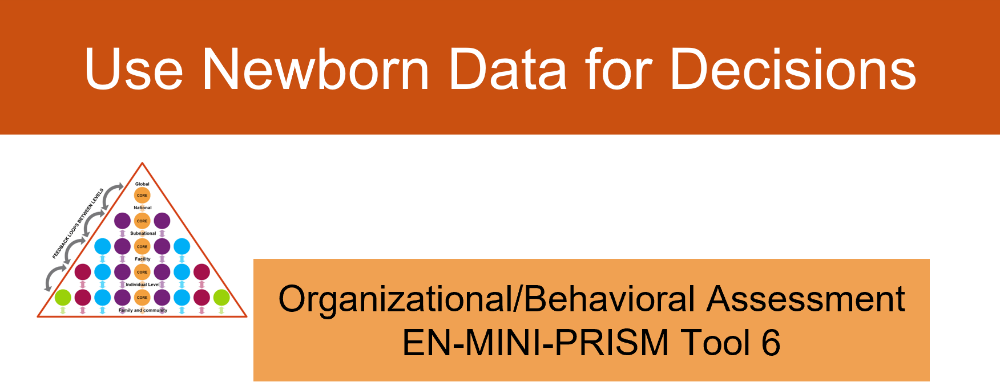 Use Newborn Data for Decisions
FEEDBACK LOOPS BETWEEN LEVELS
Global
CORE
National
CORE
Subnational
CORE
Facility
CORE
Individual Level
CORE
Family and community
Organizational/Behavioral Assessment
EN-MINI-PRISM Tool 6